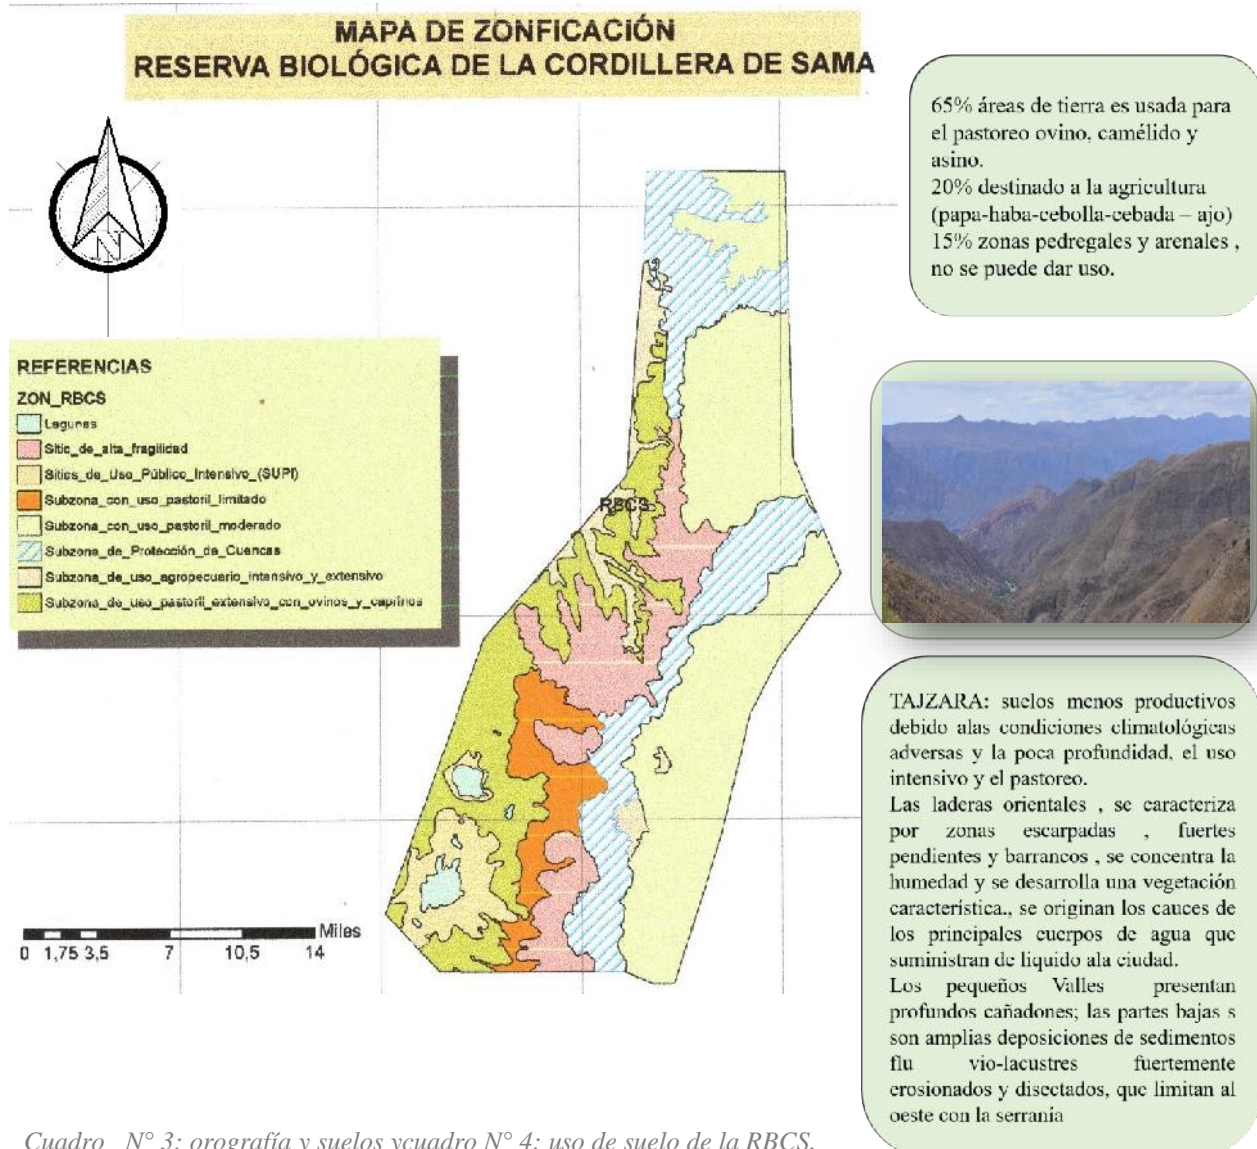 MAPA DE ZONFICACIÓN
RESERVA BIOLÓGICA DE LA CORDILLERA DE SAMA
N
REFERENCIAS
ZON_RBCS
Lagunas
Sitio_de_alta_fragilidad
Sitios_de_Uso_Público_Intensivo_(SUPI)
Subzona_con_uso_pastoril_limitado
Subzona_con_uso_pastoril_moderado
Subzona_de_Protección_de_Cuencas
Subzona_de_uso_agropecuario_intensivo_y_extensivo
Subzona_de_uso_pastoril_extensivo_con_ovinos_y_caprinos
RBCS
Miles
0 1,75 3,5 7 10,5 14
65% áreas de tierra es usada para
el pastoreo ovino, camélido y
asino.
20% destinado a la agricultura
(papa-haba-cebolla-cebada – ajo)
15% zonas pedregales y arenales ,
no se puede dar uso.
TAJZARA: suelos menos productivos
debido alas condiciones climatológicas
adversas y la poca profundidad, el uso
intensivo y el pastoreo.
Las laderas orientales , se caracteriza
por zonas escarpadas , fuertes
pendientes y barrancos , se concentra la
humedad y se desarrolla una vegetación
característica., se originan los cauces de
los principales cuerpos de agua que
suministran de liquido ala ciudad.
Los pequeños Valles presentan
profundos cañadones; las partes bajas s
son amplias deposiciones de sedimentos
flu vio-lacustres fuertemente
erosionados y disectados, que limitan al
oeste con la serranía
Cuadro N° 3: orografía y suelos ycuadro N° 4: uso de suelo de la RBCS.